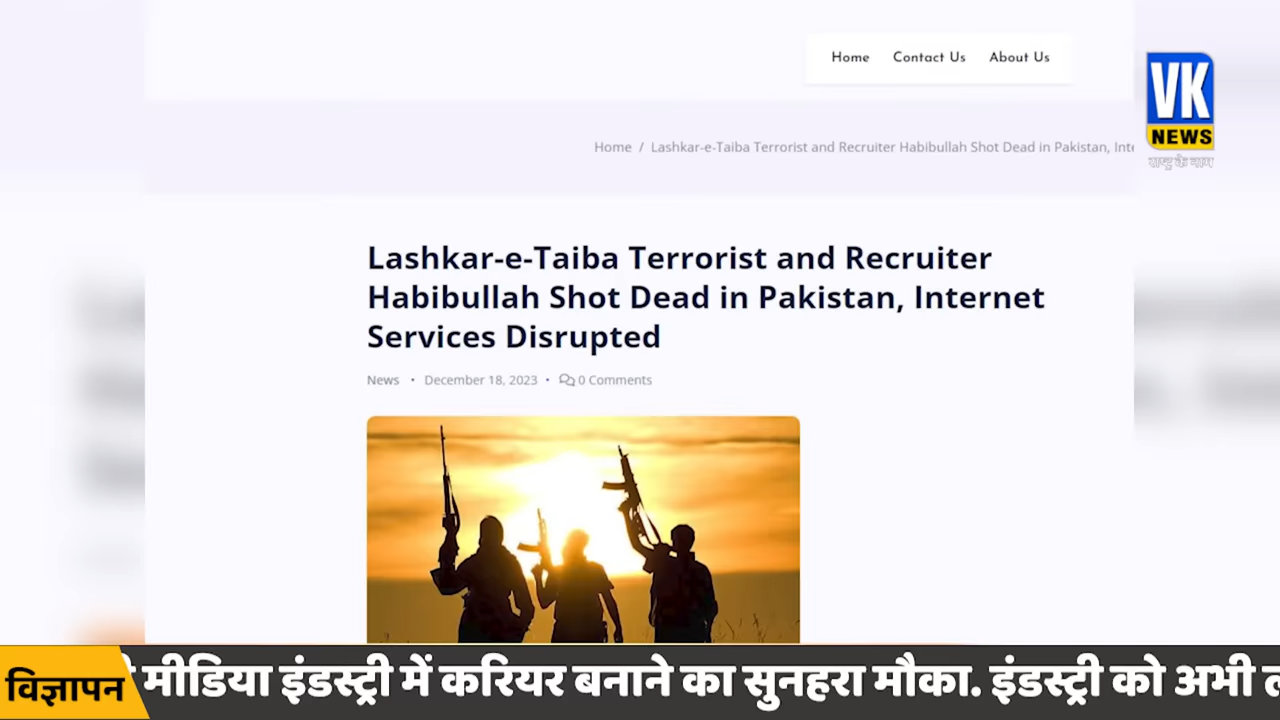 Home Contact Us About Us
VK
NEWS
राष्ट्र के नाम
Home / Lashkar-e-Taiba Terrorist and Recruiter Habibullah Shot Dead in Pakistan,
Lashkar-e-Taiba Terrorist and Recruiter
Habibullah Shot Dead in Pakistan, Internet
Services Disrupted
News • December 18, 2023 • 0 Comments
विज्ञापन
मीडिया इंडस्ट्री में करियर बनाने का सुनहरा मौका. इंडस्ट्री को अभी